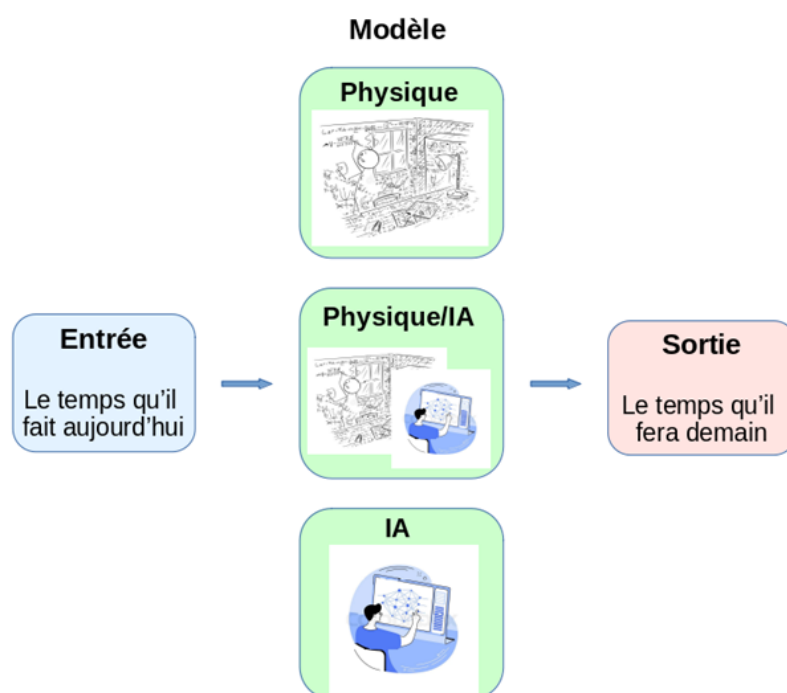 Modèle
Physique
Physique/IA
Entrée
Le temps qu'il
fait aujourd'hui
Sortie
Le temps qu'il
fera demain
IA